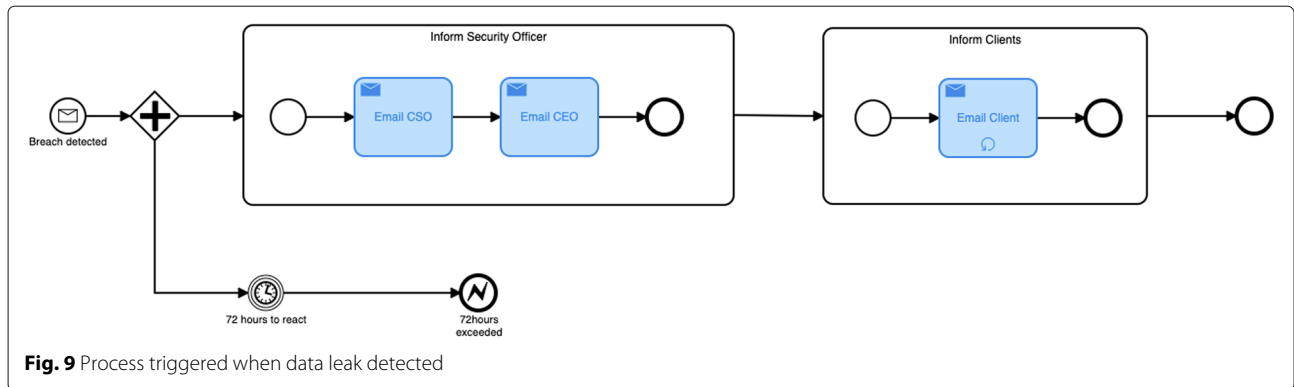 Inform Security Officer
Inform Clients
Email CSO
Email CEO
Email Client
Breach detected
72 hours to react
72hours
exceeded
Fig. 9 Process triggered when data leak detected